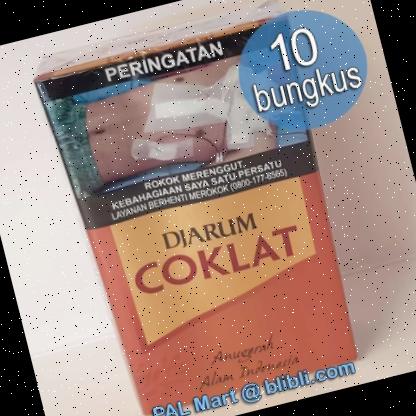 PERINGATAN
10
bungkus
ROKOK MERENGGUT,
KEBAHAGIAAN SAYA SATU-PERSATU
LAYANAN BERHENTI MEROKOK (0800-177-6565)
DJARUM
COKLAT
Anugerah
Alam Indonesia
PAL Mart @ blibli.com